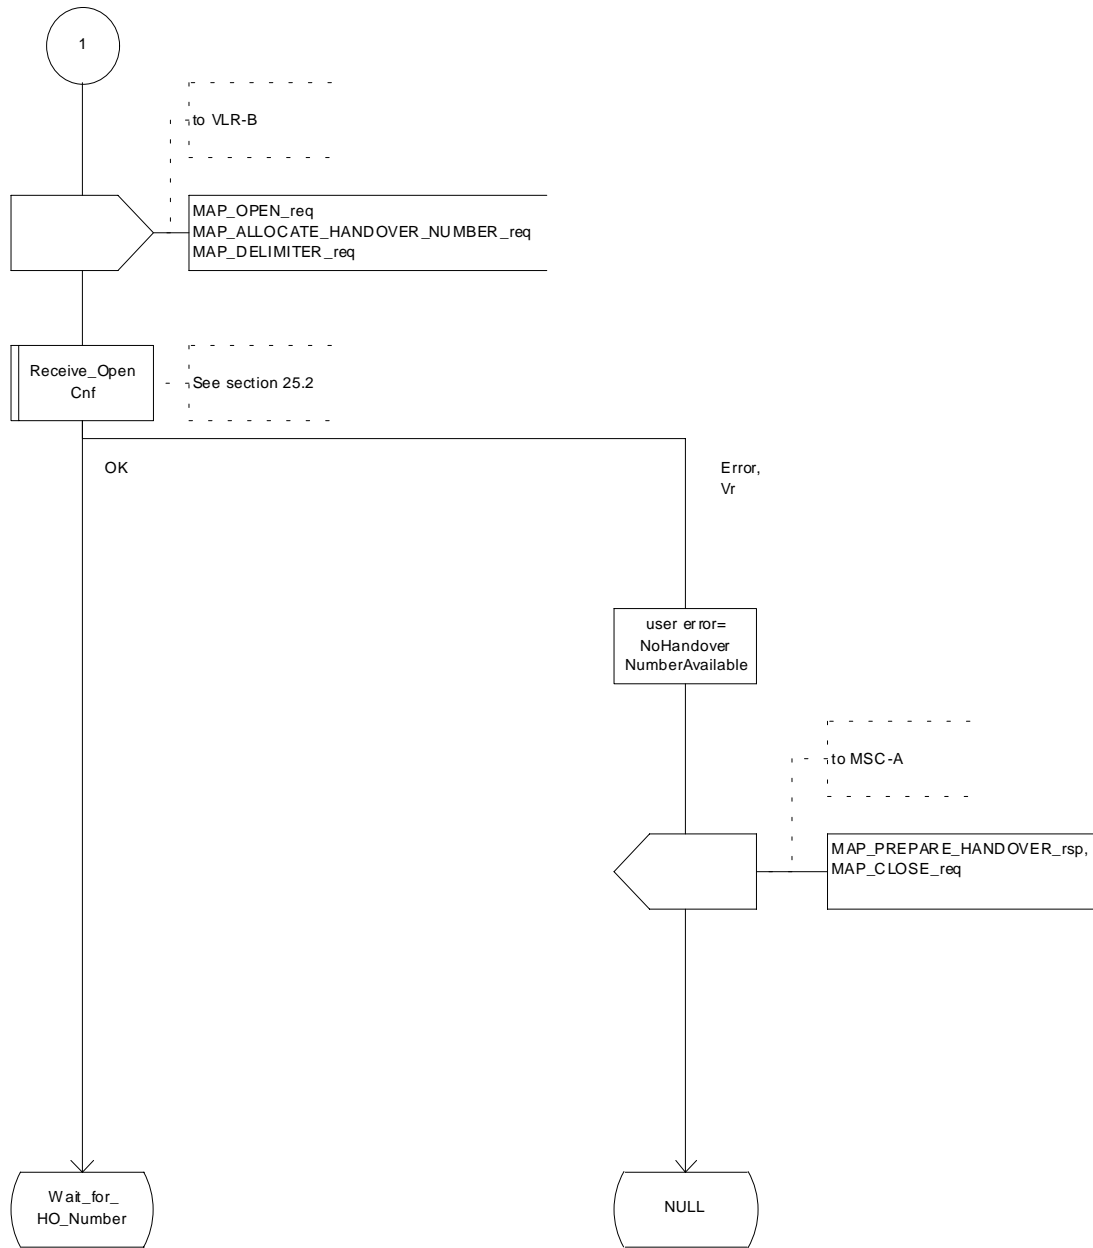 1
to VLR-B
MAP_OPEN_req
MAP_ALLOCATE_HANDOVER_NUMBER_req
MAP_DELIMITER_req
Receive_Open
Cnf
See section 25.2
OK
Error,
Vr
user error=
NoHandover
NumberAvailable
to MSC-A
MAP_PREPARE_HANDOVER_rsp,
MAP_CLOSE_req
Wait_for_
HO_Number
NULL